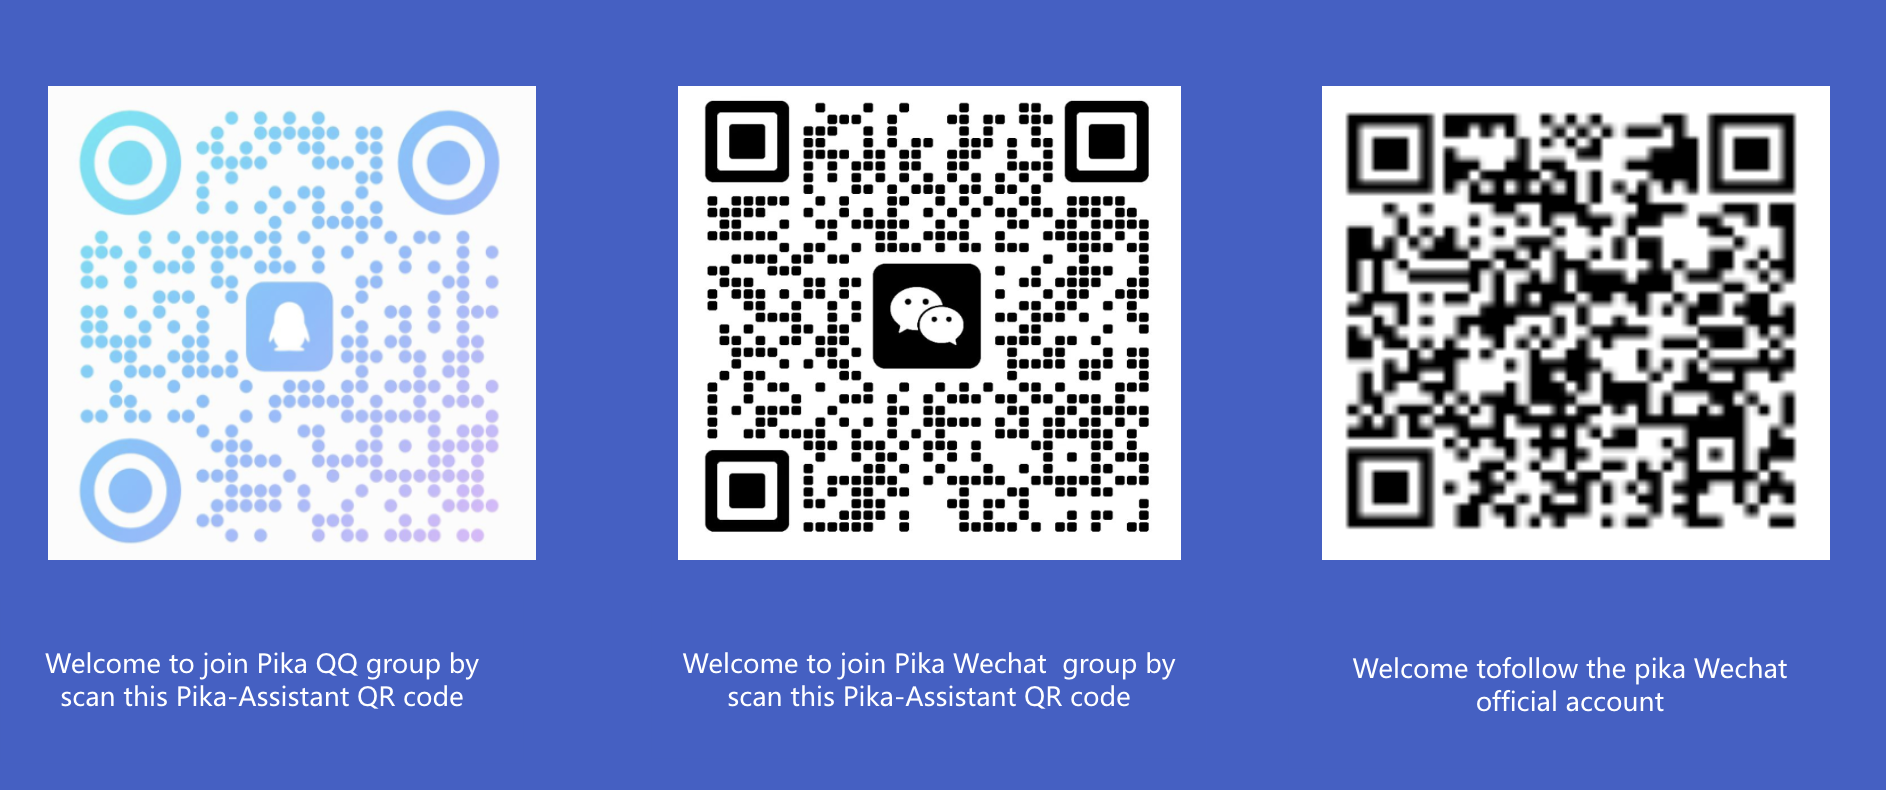 Welcome to join Pika QQ group by
scan this Pika-Assistant QR code
Welcome to join Pika Wechat  group by
scan this Pika-Assistant QR code
Welcome tofollow the pika Wechat
official account